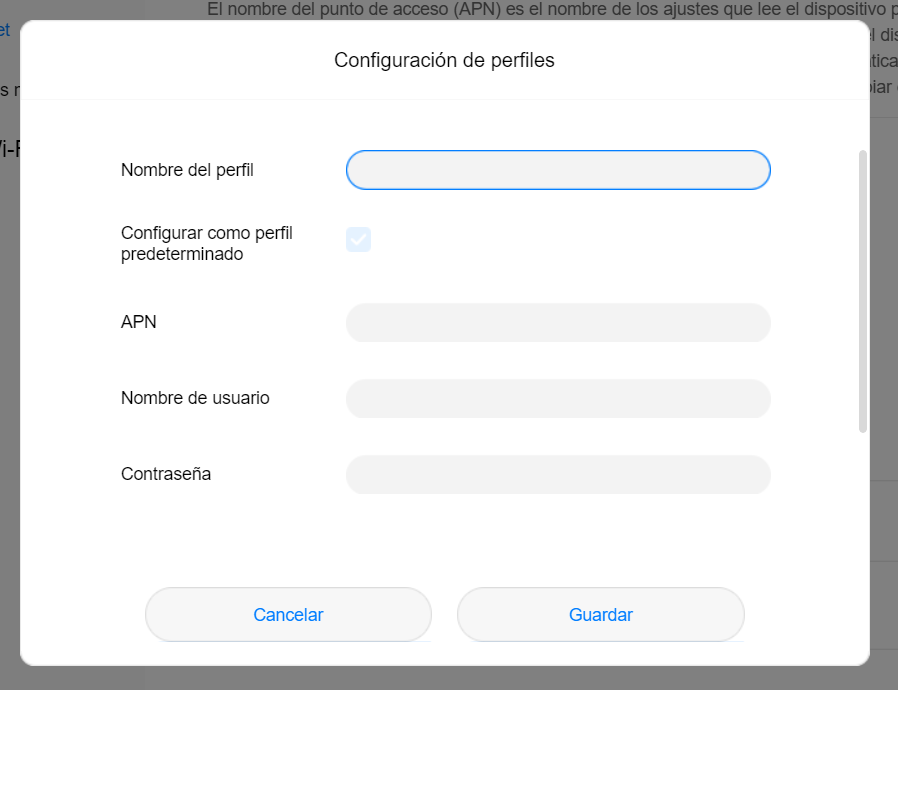 El nombre del punto de acceso (APN) es el nombre de los ajustes que lee el dispositivo
Configuración de perfiles
Nombre del perfil
Configurar como perfil
predeterminado
APN
Nombre de usuario
Contraseña
Cancelar
Guardar